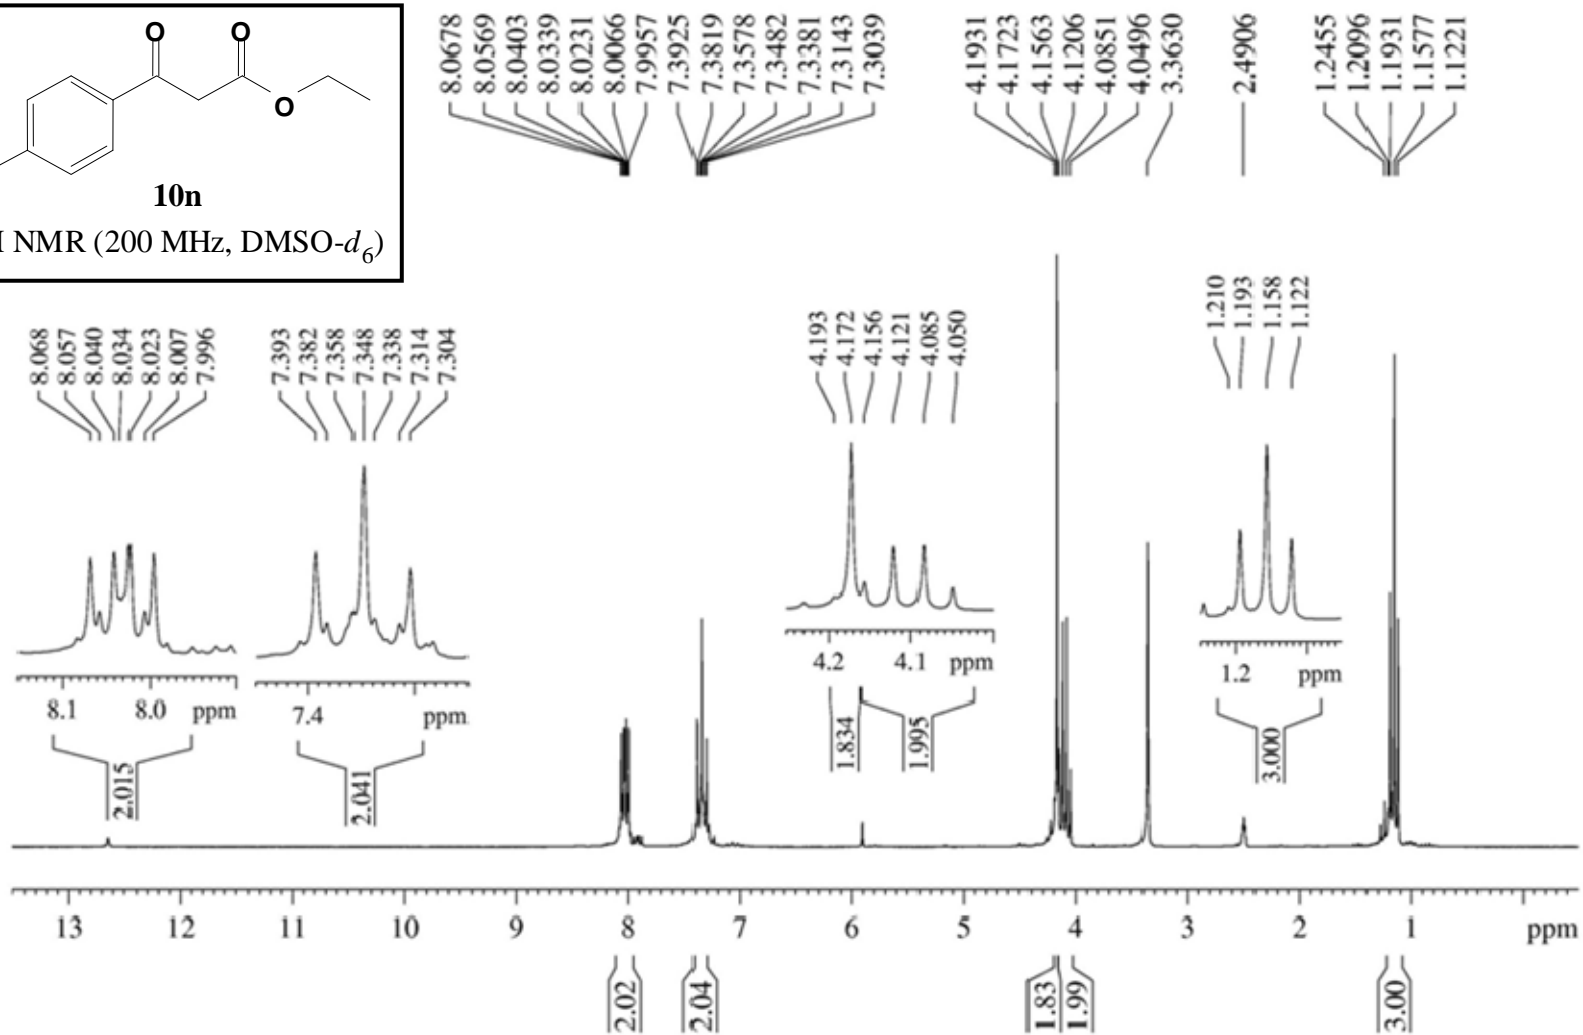 O O
O
10n
H NMR (200 MHz, DMSO-d6)
8.0678 8.0569 8.0403 8.0339 8.0231 8.0066 7.9957 7.3925 7.3819 7.3578 7.3482 7.3381 7.3143 7.3039
4.1931 4.1723 4.1563 4.1206 4.0851 4.0496 3.3630 2.4906 1.2455 1.2096 1.1931 1.1577 1.1221
8.068 8.057 8.040 8.034 8.023 8.007 7.996
7.393 7.382 7.358 7.348 7.338 7.314 7.304
4.193 4.172 4.156 4.121 4.085 4.050
1.210 1.193 1.158 1.122
8.1 8.0 ppm
7.4 ppm
4.2 4.1 ppm
1.2 ppm
2.015
2.041
1.834 1.995
3.000
13 12 11 10 9 8 7 6 5 4 3 2 1 ppm
2.02 2.04 1.83 1.99 3.00